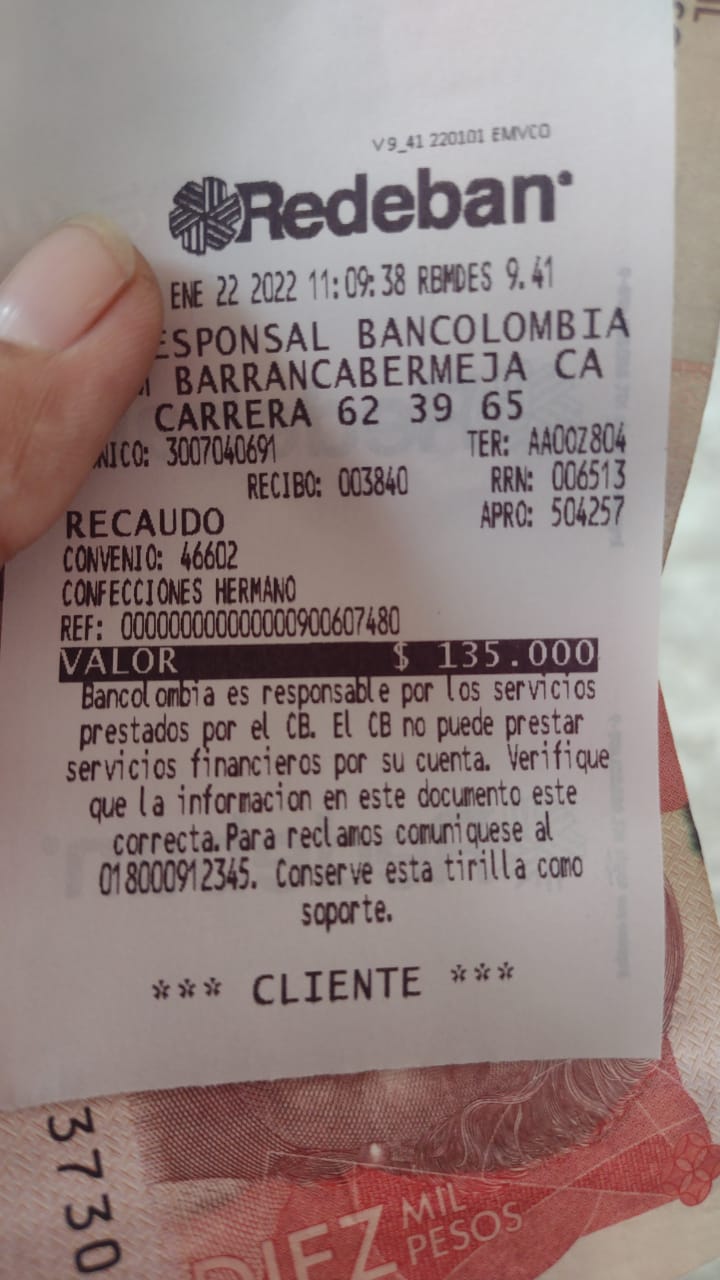 V9_41 220101 EMVCO
Redeban
ENE 22 2022 11:09:38 RBMDES 9.41
ESPONSAL BANCOLOMBIA
BARRANCABERMEJA CA
CARRERA 62 39 65
NICO: 3007040691 TER: AA00Z804
RECIBO: 003840 RRN: 006513
RECAUDO APRO: 504257
CONVENIO: 46602
CONFECCIONES HERMANO
REF: 000000000000000900607480
VALOR $ 135.000
Bancolombia es responsable por los servicios
prestados por el CB. El CB no puede prestar
servicios financieros por su cuenta. Verifique
que la informacion en este documento este
correcta. Para reclamos comuniquese al
018000912345. Conserve esta tirilla como
soporte.
*** CLIENTE ***
3730
DIEZ MIL
PESOS